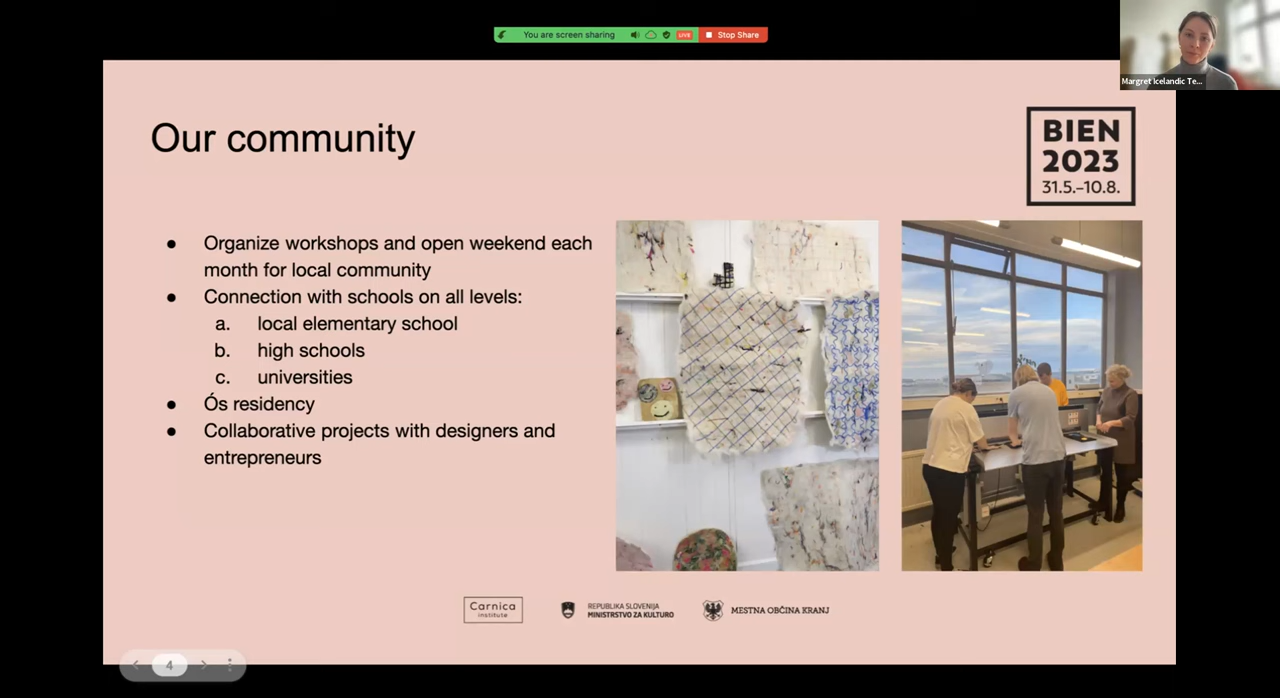 You are screen sharing
LIVE
Stop Share
Margret Icelandic Te...
Our community
BIEN
2023
31.5.–10.8.
● Organize workshops and open weekend each
month for local community
● Connection with schools on all levels:
a. local elementary school
b. high schools
c. universities
● Ós residency
● Collaborative projects with designers and
entrepreneurs
Carnica
institute
REPUBLIKA SLOVENIJA
MINISTRSTVO ZA KULTURO
MESTNA OBČINA KRANJ
4